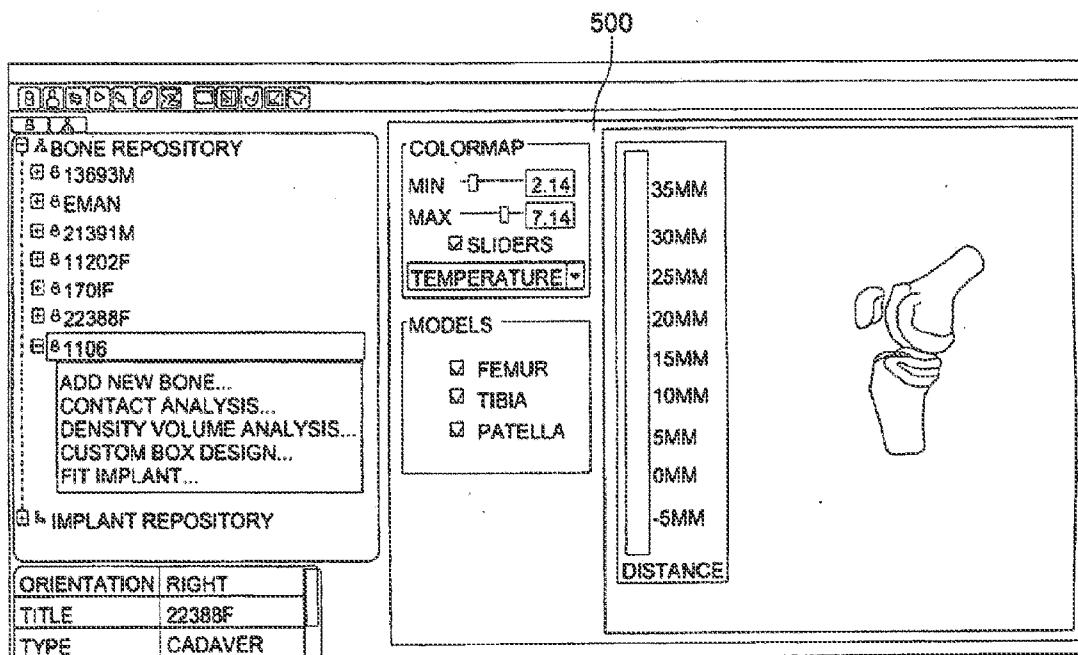 500
BONE REPOSITORY
13693M
EMAN
21391M
11202F
1701F
22388F
1106
ADD NEW BONE...
CONTACT ANALYSIS...
DENSITY VOLUME ANALYSIS...
CUSTOM BOX DESIGN...
FIT IMPLANT...
IMPLANT REPOSITORY
ORIENTATION RIGHT
TITLE 22388F
TYPE CADAVER
COLORMAP
MIN 2.14
MAX 7.14
SLIDERS
TEMPERATURE
MODELS
FEMUR
TIBIA
PATELLA
35MM
30MM
25MM
20MM
15MM
10MM
5MM
0MM
-5MM
DISTANCE